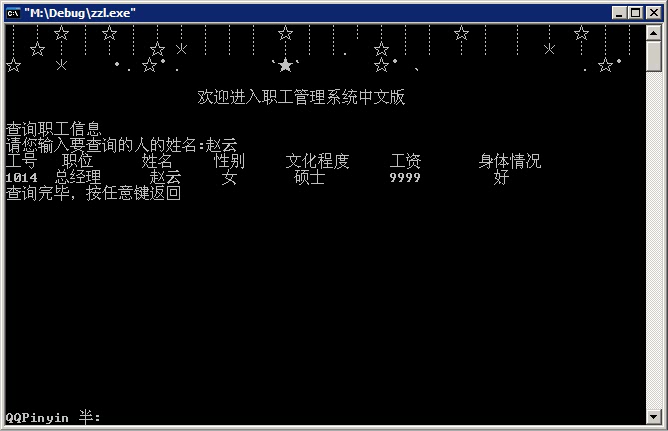 "M:\Debug\zzl.exe"
欢迎进入职工管理系统中文版
查询职工信息
请您输入要查询的人的姓名:赵云
工号 职位 姓名 性别 文化程度 工资 身体情况
1014 总经理 赵云 女 硕士 9999 好
查询完毕，按任意键返回
QQPinyin 半: